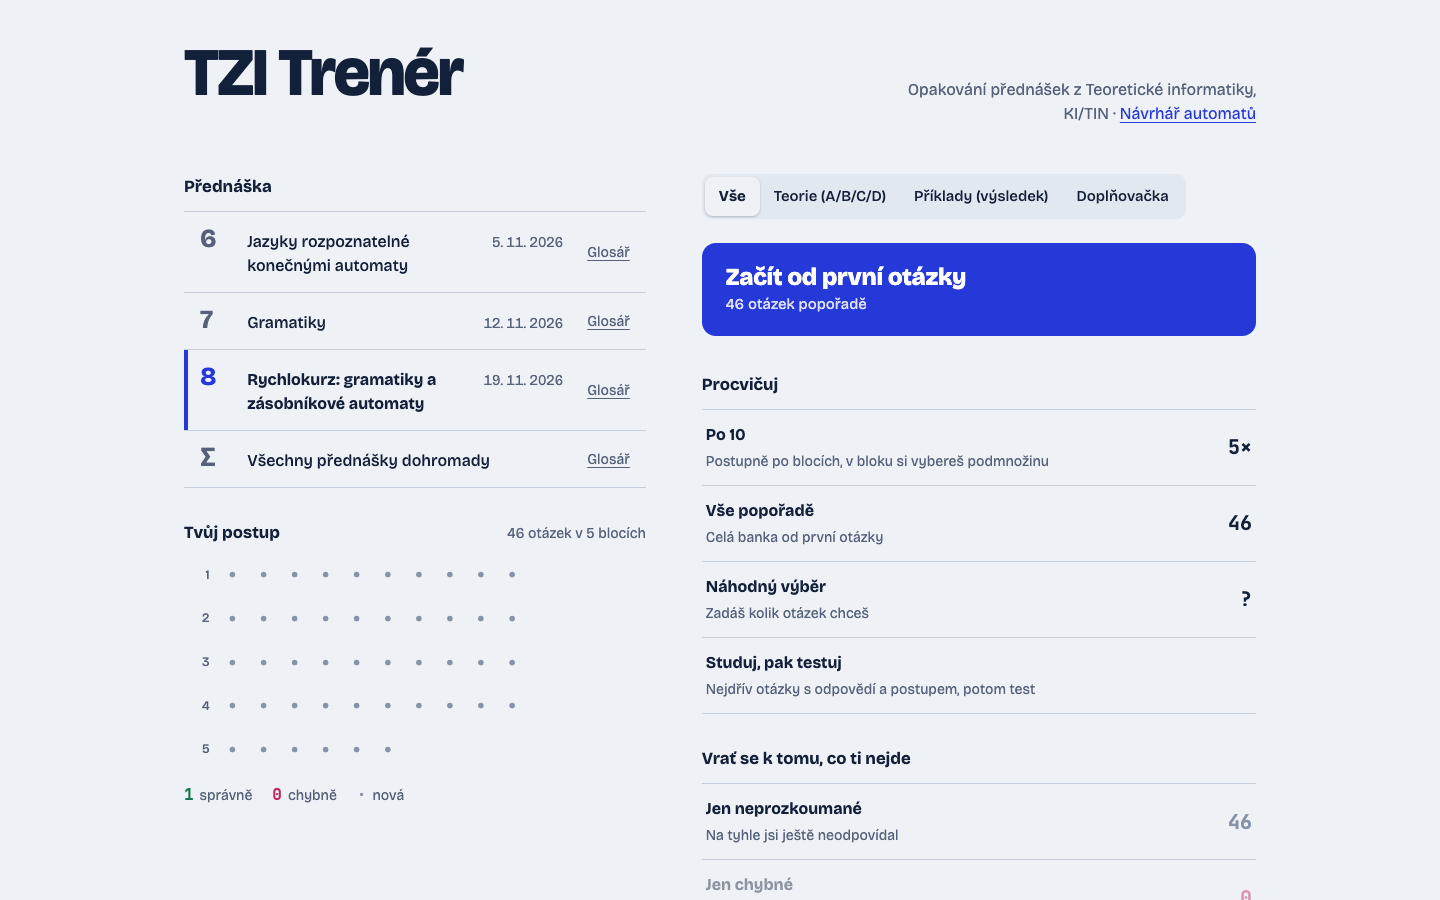 TZI Trenér
Opakování přednášek z Teoretické informatiky,
KI/TIN · Návrhář automatů
Přednáška
6 Jazyky rozpoznatelné 5. 11. 2026 Glosář
konečnými automaty
7 Gramatiky 12. 11. 2026 Glosář
8 Rychlokurz: gramatiky a 19. 11. 2026 Glosář
zásobníkové automaty
Σ Všechny přednášky dohromady Glosář
Tvůj postup 46 otázek v 5 blocích
1
2
3
4
5
1 správně 0 chybně · nová
Vše Teorie (A/B/C/D) Příklady (výsledek) Doplňovačka
Začít od první otázky
46 otázek popořadě
Procvičuj
Po 10 5×
Postupně po blocích, v bloku si vybereš podmnožinu
Vše popořadě 46
Celá banka od první otázky
Náhodný výběr ?
Zadáš kolik otázek chceš
Studuj, pak testuj
Nejdřív otázky s odpovědí a postupem, potom test
Vrať se k tomu, co ti nejde
Jen neprozkoumané 46
Na tyhle jsi ještě neodpovídal
Jen chybné 0